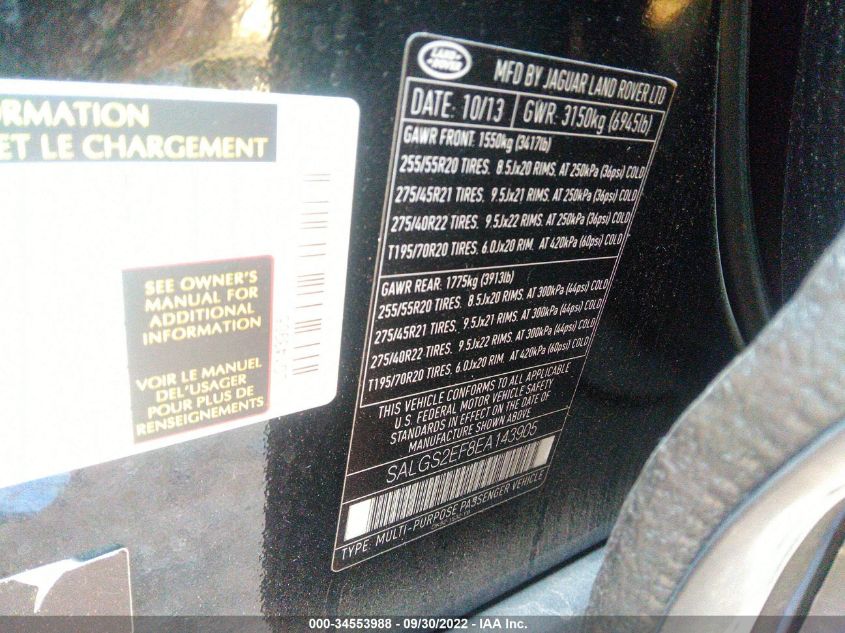 ORMATION
ET LE CHARGEMENT
SEE OWNER'S
MANUAL FOR
ADDITIONAL
INFORMATION
VOIR LE MANUEL
DEL'USAGER
POUR PLUS DE
RENSEIGNEMENTS
LAND
ROVER
MFD BY JAGUAR LAND ROVER LTD
DATE: 10/13 GWR: 3150kg (6945lb)
GAWR FRONT: 1550kg (3417lb)
255/55R20 TIRES. 8.5Jx20 RIMS. AT 250kPa (36psi) COLD
275/45R21 TIRES. 9.5Jx21 RIMS. AT 250kPa (36psi) COLD
275/40R22 TIRES. 9.5Jx22 RIMS. AT 250kPa (36psi) COLD
T195/70R20 TIRES. 6.0Jx20 RIM. AT 420kPa (60psi) COLD
GAWR REAR: 1775kg (3913lb)
255/55R20 TIRES. 8.5Jx20 RIMS. AT 300kPa (44psi) COLD
275/45R21 TIRES. 9.5Jx21 RIMS. AT 300kPa (44psi) COLD
275/40R22 TIRES. 9.5Jx22 RIMS. AT 300kPa (44psi) COLD
T195/70R20 TIRES. 6.0Jx20 RIM. AT 420kPa (60psi) COLD
THIS VEHICLE CONFORMS TO ALL APPLICABLE
U.S. FEDERAL MOTOR VEHICLE SAFETY
STANDARDS IN EFFECT ON THE DATE OF
MANUFACTURE SHOWN ABOVE.
SALGS2EF8EA143905
TYPE: MULTI-PURPOSE PASSENGER VEHICLE
000-34553988 - 09/30/2022 - IAA Inc.